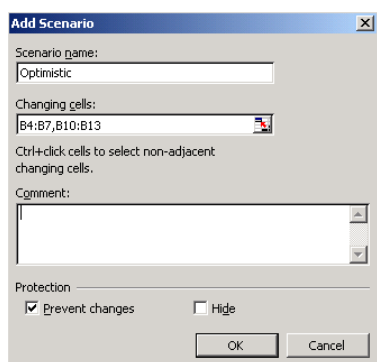 Add Scenario
Scenario name:
Optimistic
Changing cells:
B4:B7,B10:B13
Ctrl+click cells to select non-adjacent
changing cells.
Comment:
Protection
Prevent changes Hide
OK Cancel